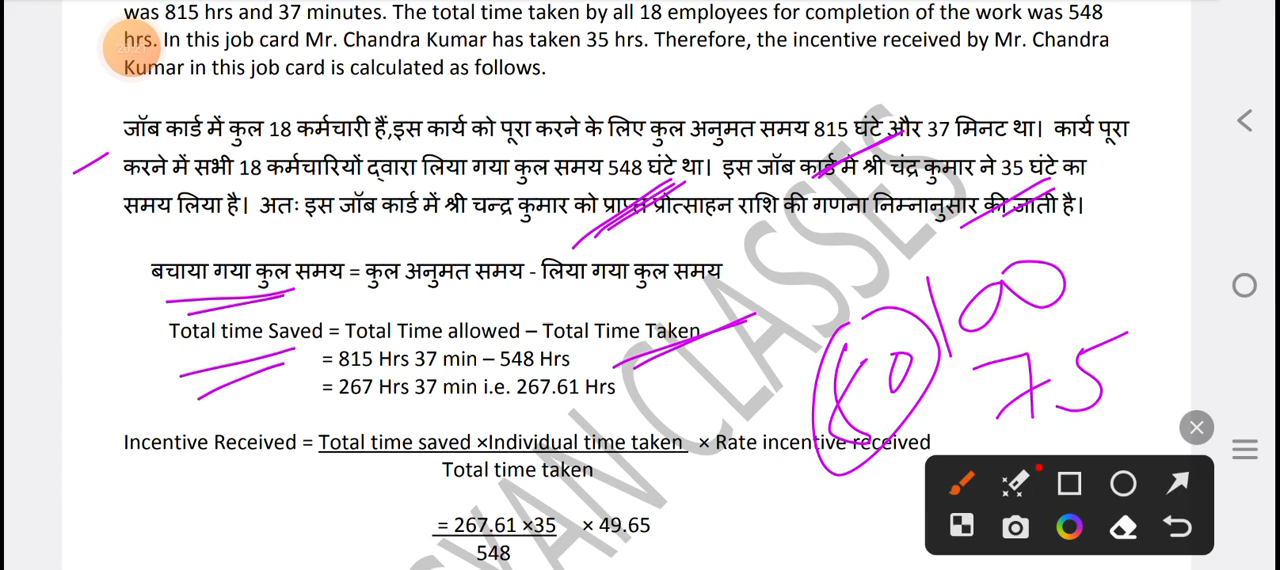 was 815 hrs and 37 minutes. The total time taken by all 18 employees for completion of the work was 548
hrs. In this job card Mr. Chandra Kumar has taken 35 hrs. Therefore, the incentive received by Mr. Chandra
Kumar in this job card is calculated as follows.
जॉब कार्ड में कुल 18 कर्मचारी हैं,इस कार्य को पूरा करने के लिए कुल अनुमत समय 815 घंटे और 37 मिनट था। कार्य पूरा
करने में सभी 18 कर्मचारियों द्वारा लिया गया कुल समय 548 घंटे था। इस जॉब कार्ड मे श्री चंद्र कुमार ने 35 घंटे का
समय लिया है। अतः इस जॉब कार्ड में श्री चन्द्र कुमार को प्राप्त प्रोत्साहन राशि की गणना निम्नानुसार की जाती है।
बचाया गया कुल समय = कुल अनुमत समय - लिया गया कुल समय
Total time Saved = Total Time allowed – Total Time Taken
= 815 Hrs 37 min – 548 Hrs
= 267 Hrs 37 min i.e. 267.61 Hrs
100
75
Incentive Received = Total time saved ×Individual time taken × Rate incentive received
Total time taken
= 267.61 ×35 × 49.65
548
GYAN CLASSES